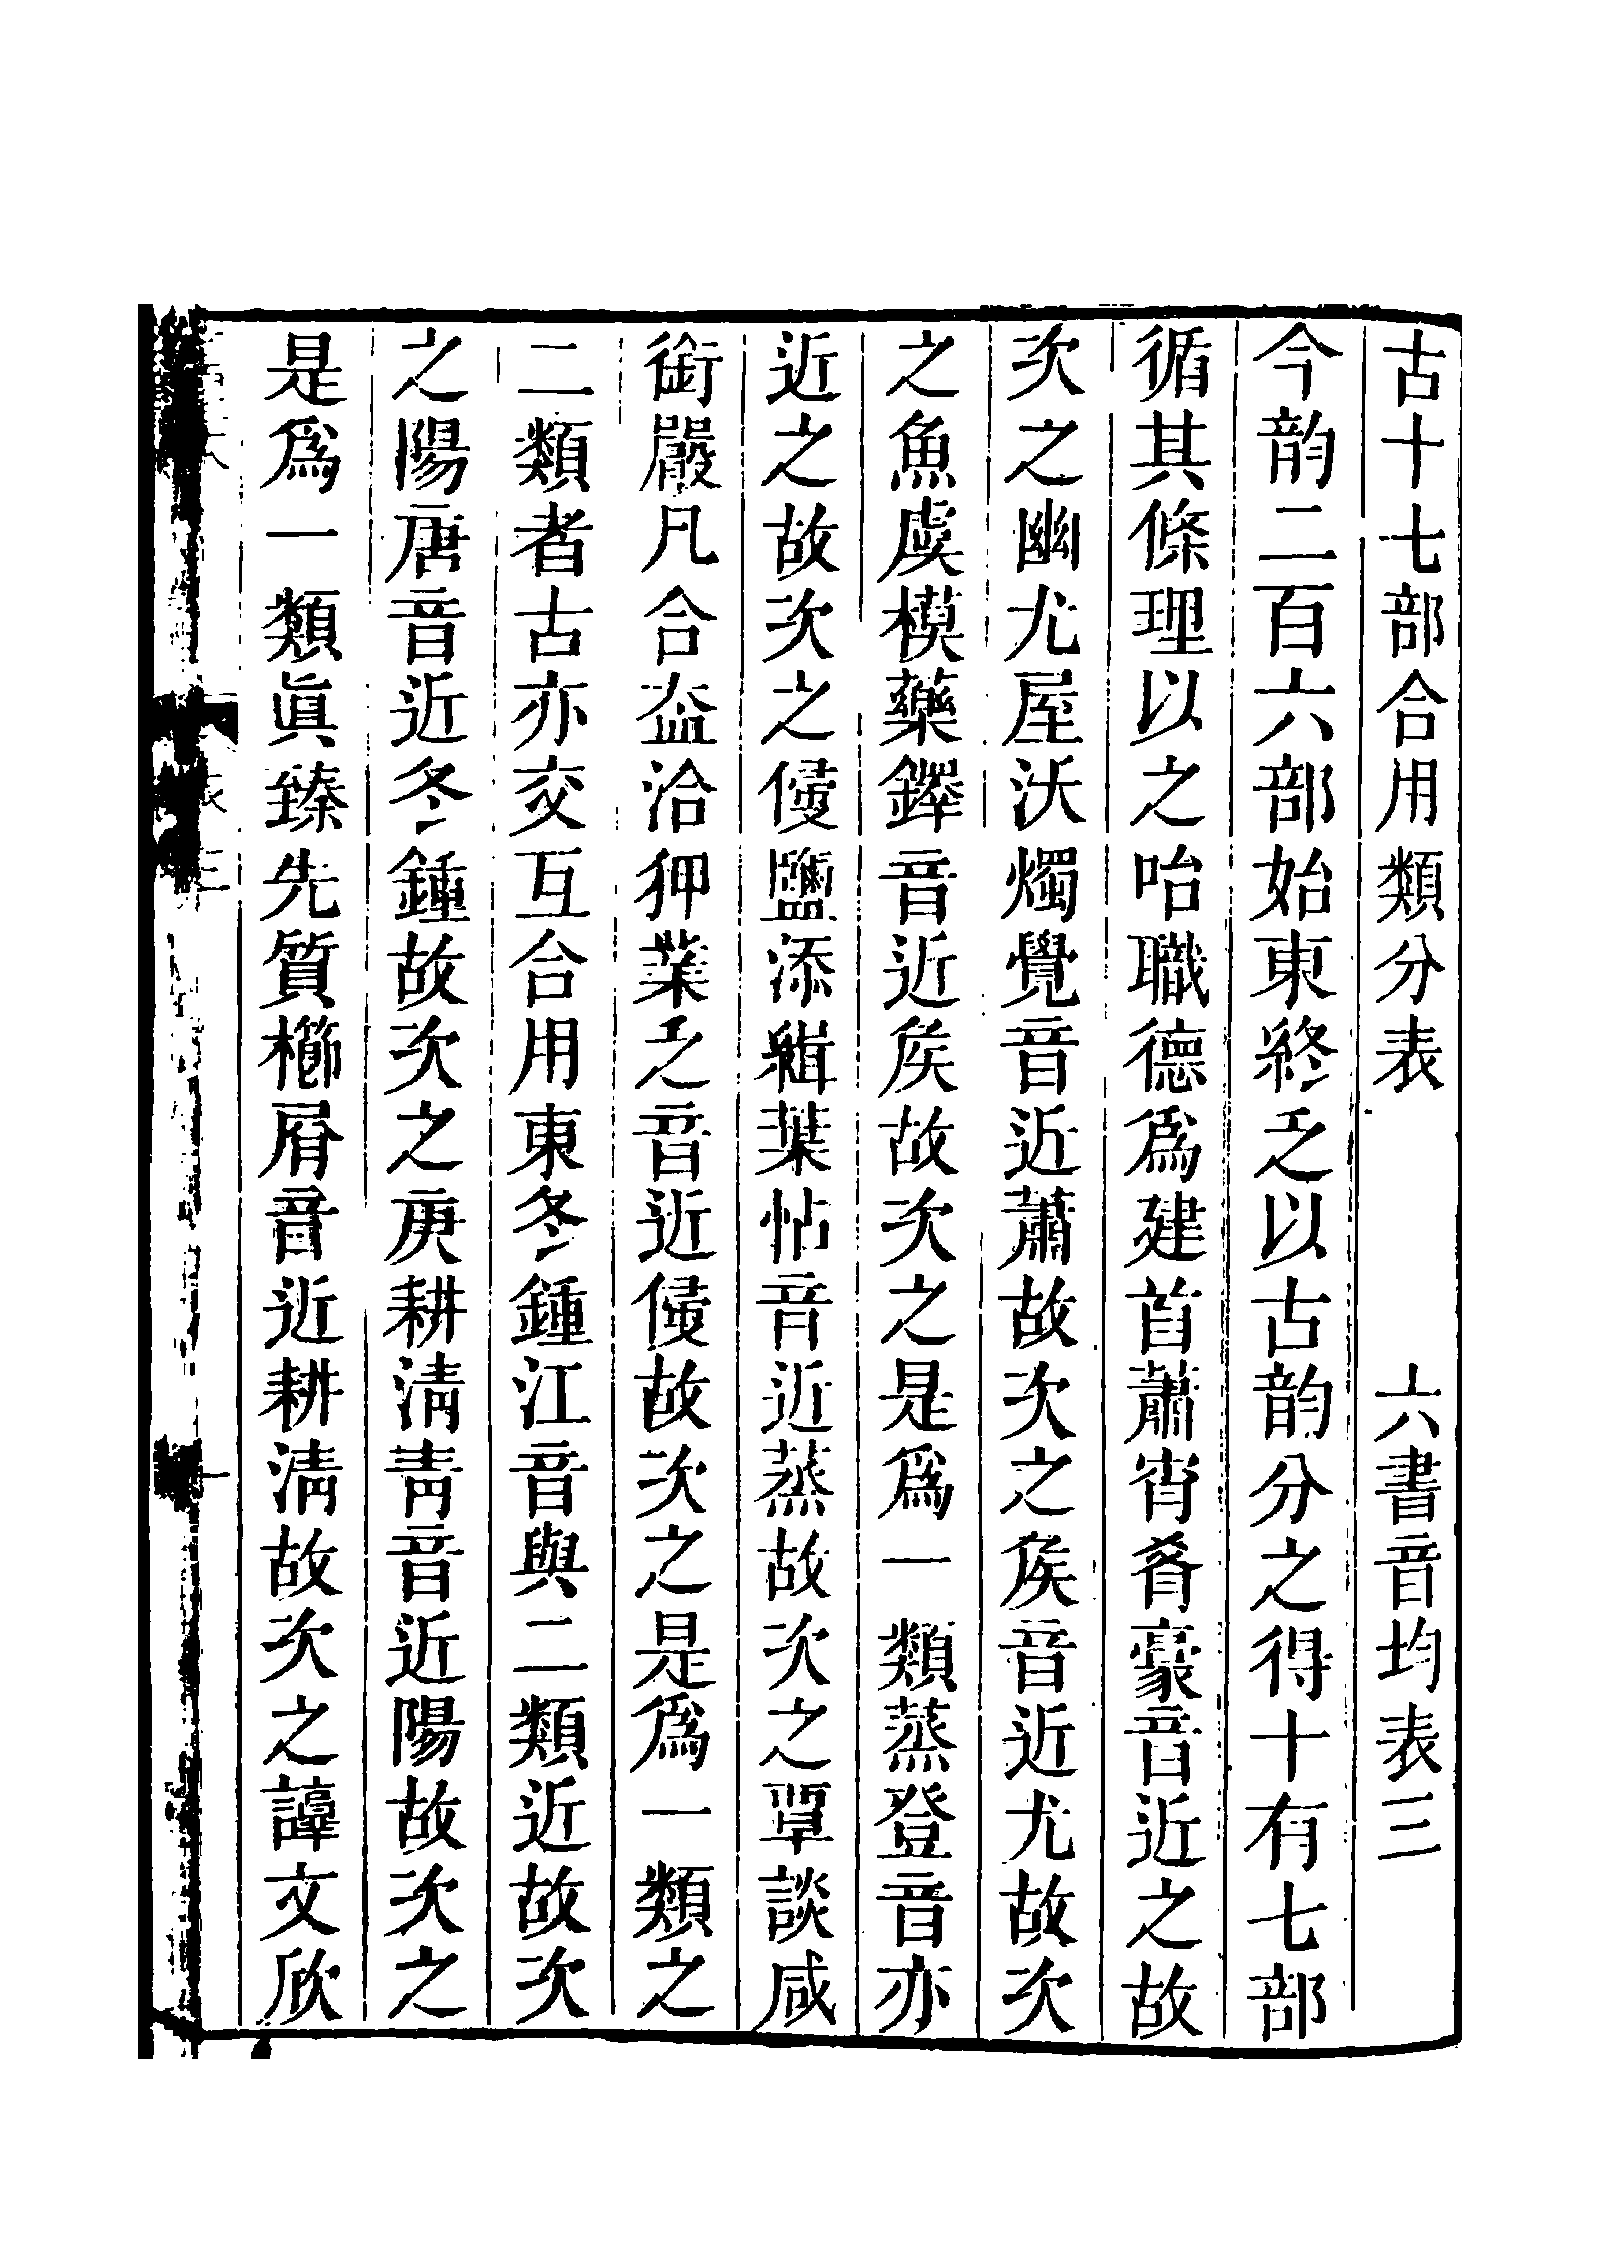 古十七部合用類分表 六書音均表三
今韵二百六部始東終乏以古韵分之得十有七部
循其條理以之咍職德爲建首蕭宵肴豪音近之故
次之幽尤屋沃燭覺音近蕭故次之矦音近尤故次
之魚虞模藥鐸音近矦故次之是爲一類蒸登音亦
近之故次之侵鹽添緝葉怗音近蒸故次之覃談咸
銜嚴凡合盍洽狎業乏音近侵故次之是爲一類之
二類者古亦交互合用東冬鍾江音與二類近故次
之陽唐音近冬鍾故次之庚耕淸靑音近陽故次之
是爲一類眞臻先質櫛屑音近耕淸故次之諄文欣